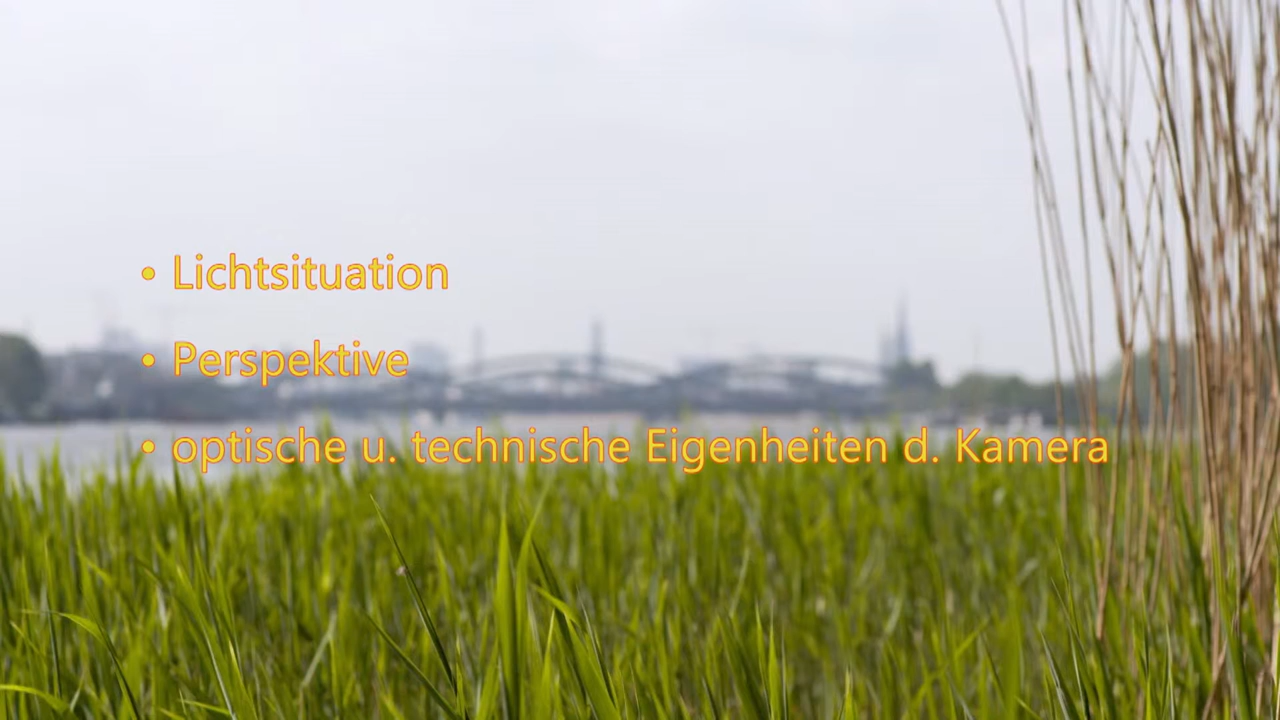 • Lichtsituation
• Perspektive
• optische u. technische Eigenheiten d. Kamera